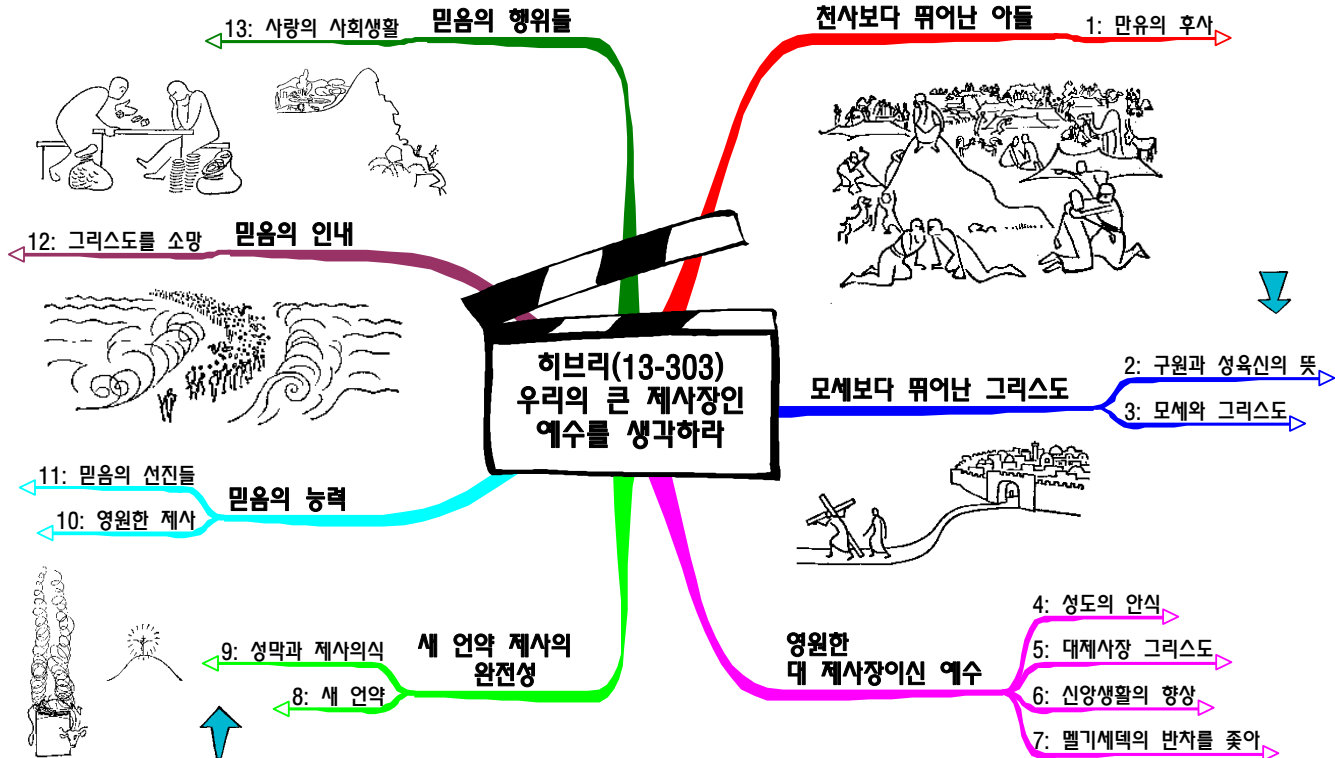 히브리(13-303)
우리의 큰 제사장인
예수를 생각하라
천사보다 뛰어난 아들
1: 만유의 후사
모세보다 뛰어난 그리스도
2: 구원과 성육신의 뜻
3: 모세와 그리스도
영원한
대 제사장이신 예수
4: 성도의 안식
5: 대제사장 그리스도
6: 신앙생활의 향상
7: 멜기세덱의 반차를 좇아
새 언약 제사의
완전성
9: 성막과 제사의식
8: 새 언약
믿음의 능력
11: 믿음의 선진들
10: 영원한 제사
믿음의 인내
12: 그리스도를 소망
믿음의 행위들
13: 사랑의 사회생활